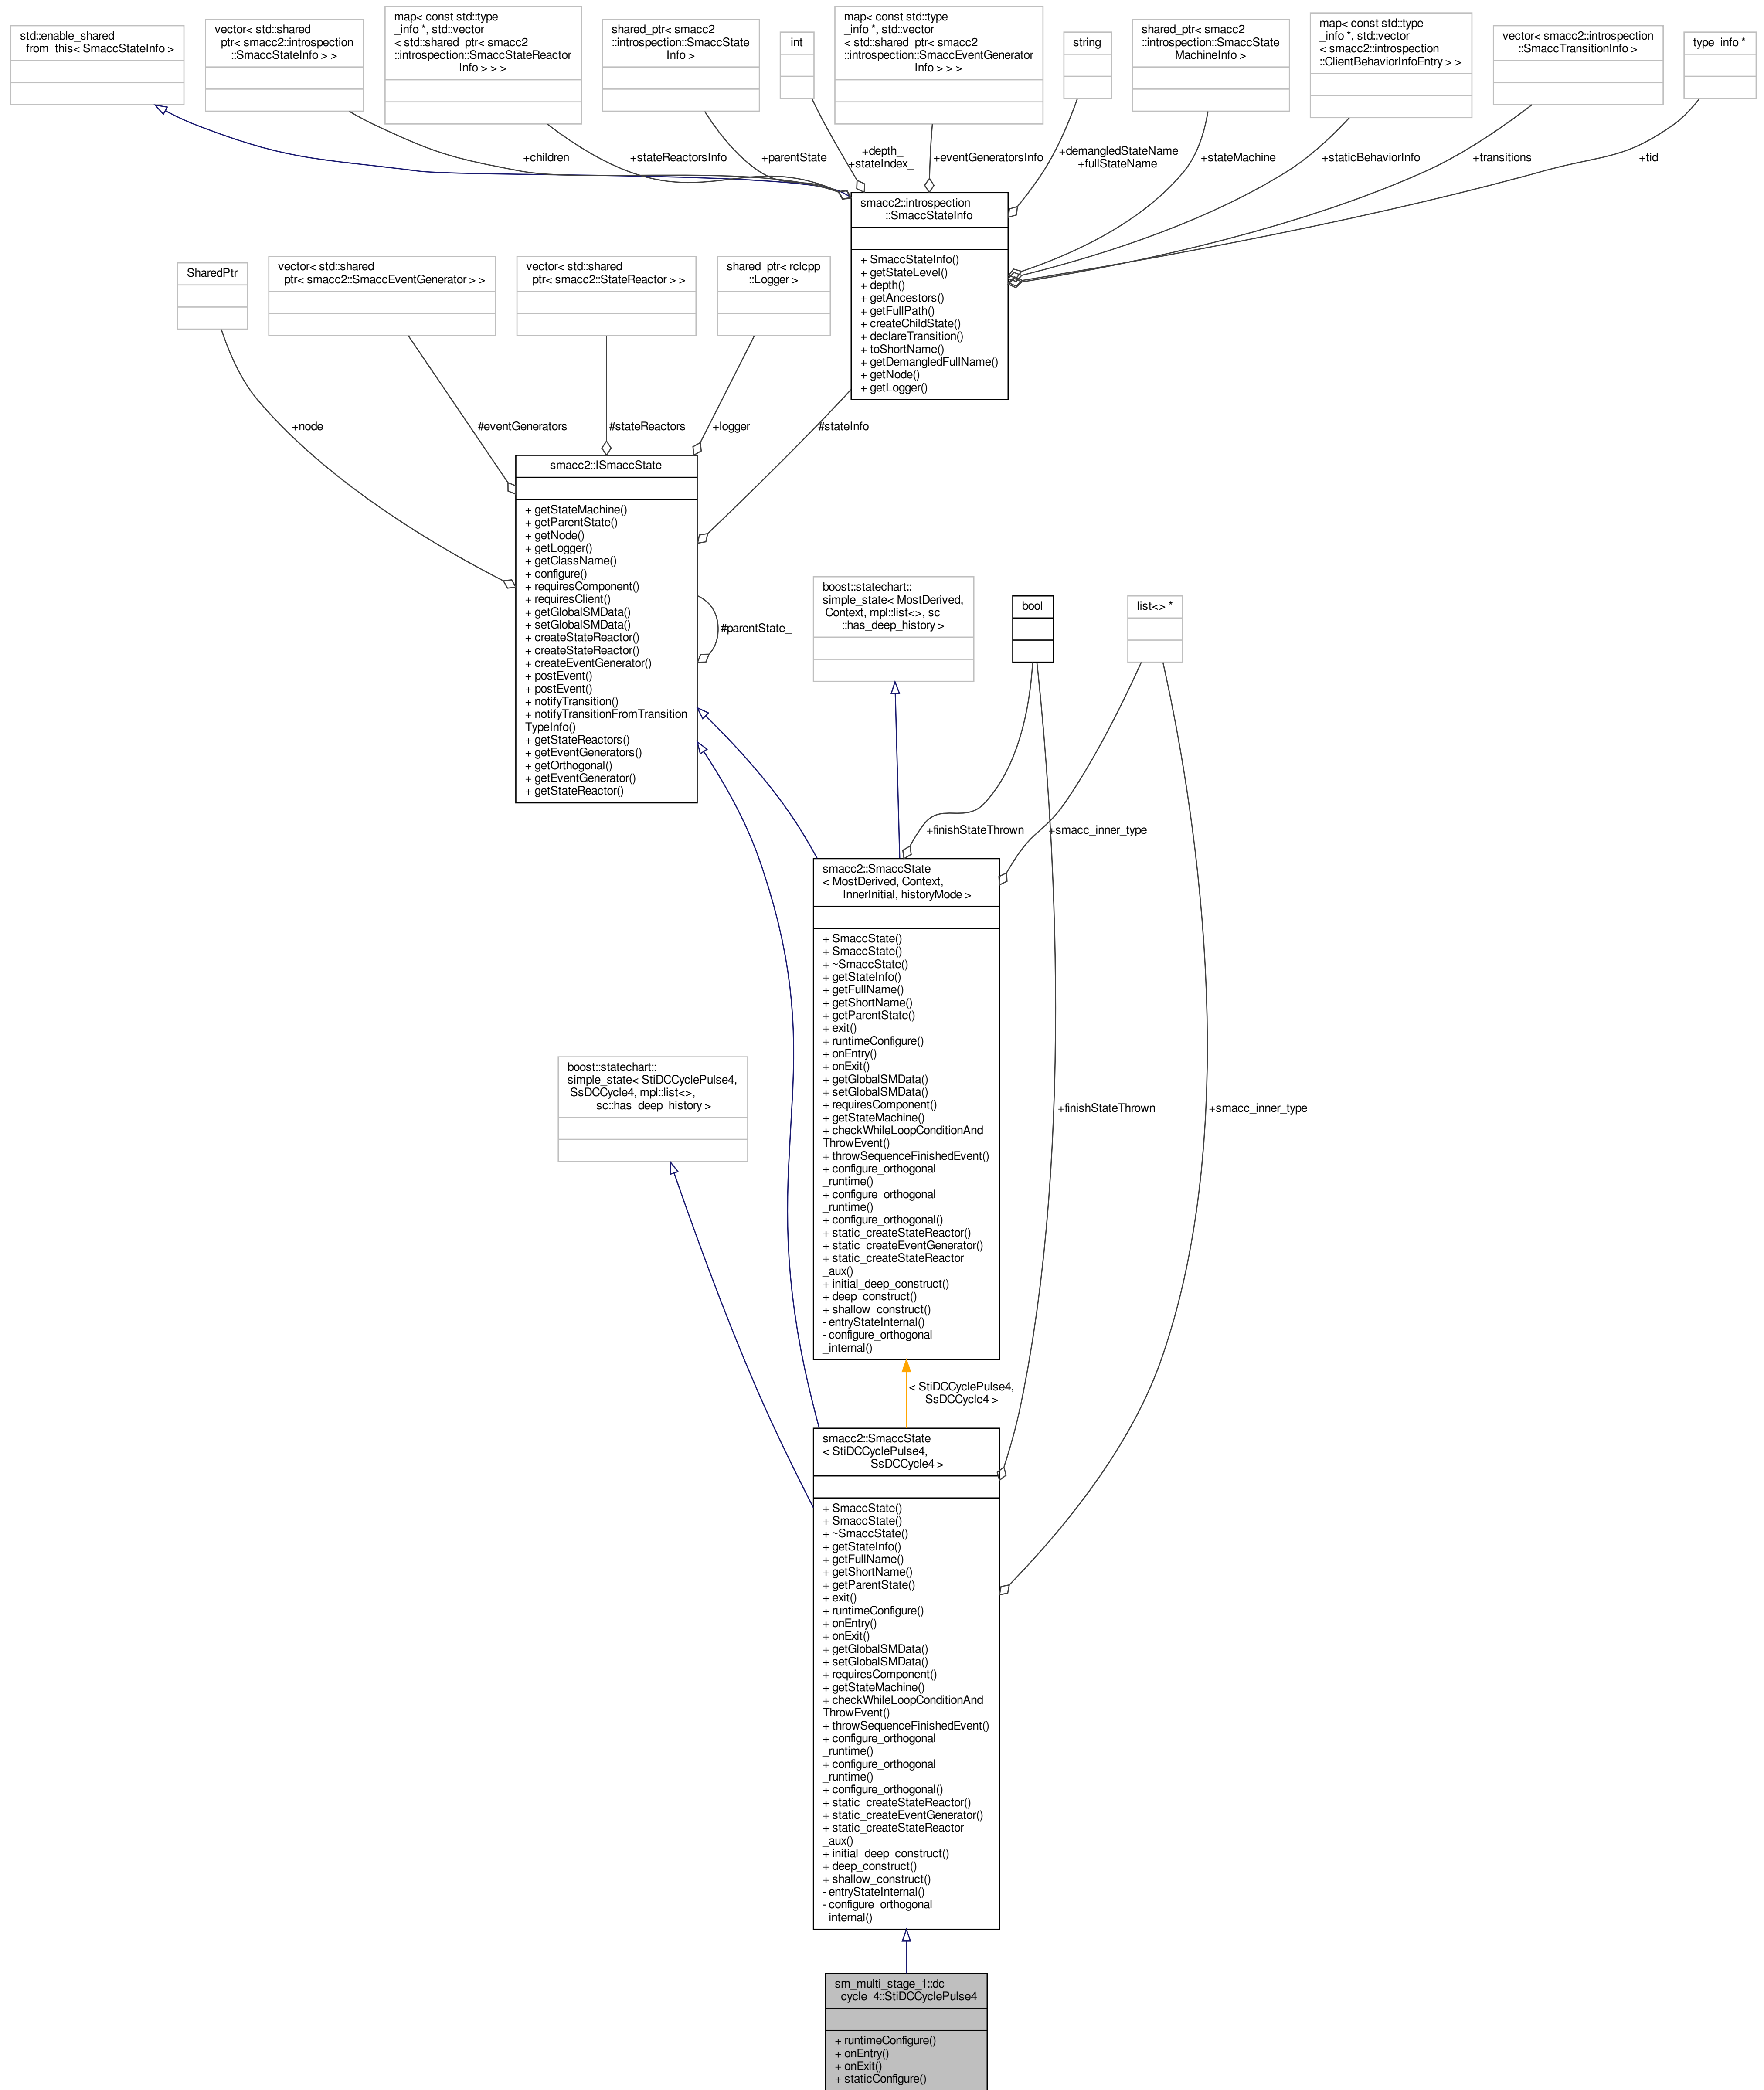 std::enable_shared
_from_this< SmaccStateInfo >
vector< std::shared
_ptr< smacc2::introspection
::SmaccStateInfo > >
map< const std::type
_info *, std::vector
< std::shared_ptr< smacc2
::introspection::SmaccStateReactor
Info > > >
shared_ptr< smacc2
::introspection::SmaccState
Info >
int
map< const std::type
_info *, std::vector
< std::shared_ptr< smacc2
::introspection::SmaccEventGenerator
Info > > >
string
shared_ptr< smacc2
::introspection::SmaccState
MachineInfo >
map< const std::type
_info *, std::vector
< smacc2::introspection
::ClientBehaviorInfoEntry > >
vector< smacc2::introspection
::SmaccTransitionInfo >
type_info *
+children_
+stateReactorsInfo
+parentState_
+depth_
+stateIndex_
+eventGeneratorsInfo
+demangledStateName
+fullStateName
+stateMachine_
+staticBehaviorInfo
+transitions_
+tid_
smacc2::introspection
::SmaccStateInfo
+ SmaccStateInfo()
+ getStateLevel()
+ depth()
+ getAncestors()
+ getFullPath()
+ createChildState()
+ declareTransition()
+ toShortName()
+ getDemangledFullName()
+ getNode()
+ getLogger()
SharedPtr
vector< std::shared
_ptr< smacc2::SmaccEventGenerator > >
vector< std::shared
_ptr< smacc2::StateReactor > >
shared_ptr< rclcpp
::Logger >
+node_
#eventGenerators_
#stateReactors_
+logger_
#stateInfo_
smacc2::ISmaccState
+ getStateMachine()
+ getParentState()
+ getNode()
+ getLogger()
+ getClassName()
+ configure()
+ requiresComponent()
+ requiresClient()
+ getGlobalSMData()
+ setGlobalSMData()
+ createStateReactor()
+ createStateReactor()
+ createEventGenerator()
+ postEvent()
+ postEvent()
+ notifyTransition()
+ notifyTransitionFromTransition
TypeInfo()
+ getStateReactors()
+ getEventGenerators()
+ getOrthogonal()
+ getEventGenerator()
+ getStateReactor()
#parentState_
boost::statechart::
simple_state< MostDerived,
Context, mpl::list<>, sc
::has_deep_history >
bool
list<> *
+finishStateThrown
+smacc_inner_type
smacc2::SmaccState
< MostDerived, Context,
InnerInitial, historyMode >
+ SmaccState()
+ SmaccState()
+ ~SmaccState()
+ getStateInfo()
+ getFullName()
+ getShortName()
+ getParentState()
+ exit()
+ runtimeConfigure()
+ onEntry()
+ onExit()
+ getGlobalSMData()
+ setGlobalSMData()
+ requiresComponent()
+ getStateMachine()
+ checkWhileLoopConditionAnd
ThrowEvent()
+ throwSequenceFinishedEvent()
+ configure_orthogonal
_runtime()
+ configure_orthogonal
_runtime()
+ configure_orthogonal()
+ static_createStateReactor()
+ static_createEventGenerator()
+ static_createStateReactor
_aux()
+ initial_deep_construct()
+ deep_construct()
+ shallow_construct()
- entryStateInternal()
- configure_orthogonal
_internal()
boost::statechart::
simple_state< StiDCCyclePulse4,
SsDCCycle4, mpl::list<>,
sc::has_deep_history >
+finishStateThrown
+smacc_inner_type
< StiDCCyclePulse4,
SsDCCycle4 >
smacc2::SmaccState
< StiDCCyclePulse4,
SsDCCycle4 >
+ SmaccState()
+ SmaccState()
+ ~SmaccState()
+ getStateInfo()
+ getFullName()
+ getShortName()
+ getParentState()
+ exit()
+ runtimeConfigure()
+ onEntry()
+ onExit()
+ getGlobalSMData()
+ setGlobalSMData()
+ requiresComponent()
+ getStateMachine()
+ checkWhileLoopConditionAnd
ThrowEvent()
+ throwSequenceFinishedEvent()
+ configure_orthogonal
_runtime()
+ configure_orthogonal
_runtime()
+ configure_orthogonal()
+ static_createStateReactor()
+ static_createEventGenerator()
+ static_createStateReactor
_aux()
+ initial_deep_construct()
+ deep_construct()
+ shallow_construct()
- entryStateInternal()
- configure_orthogonal
_internal()
sm_multi_stage_1::dc
_cycle_4::StiDCCyclePulse4
+ runtimeConfigure()
+ onEntry()
+ onExit()
+ staticConfigure()